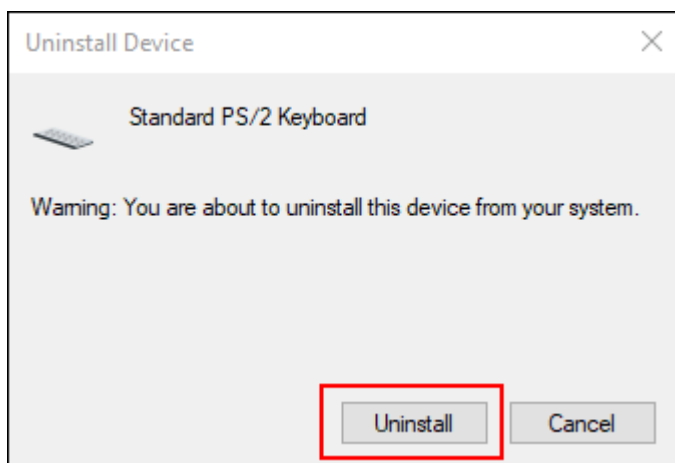 Uninstall Device
Standard PS/2 Keyboard
Warning: You are about to uninstall this device from your system.
Uninstall
Cancel